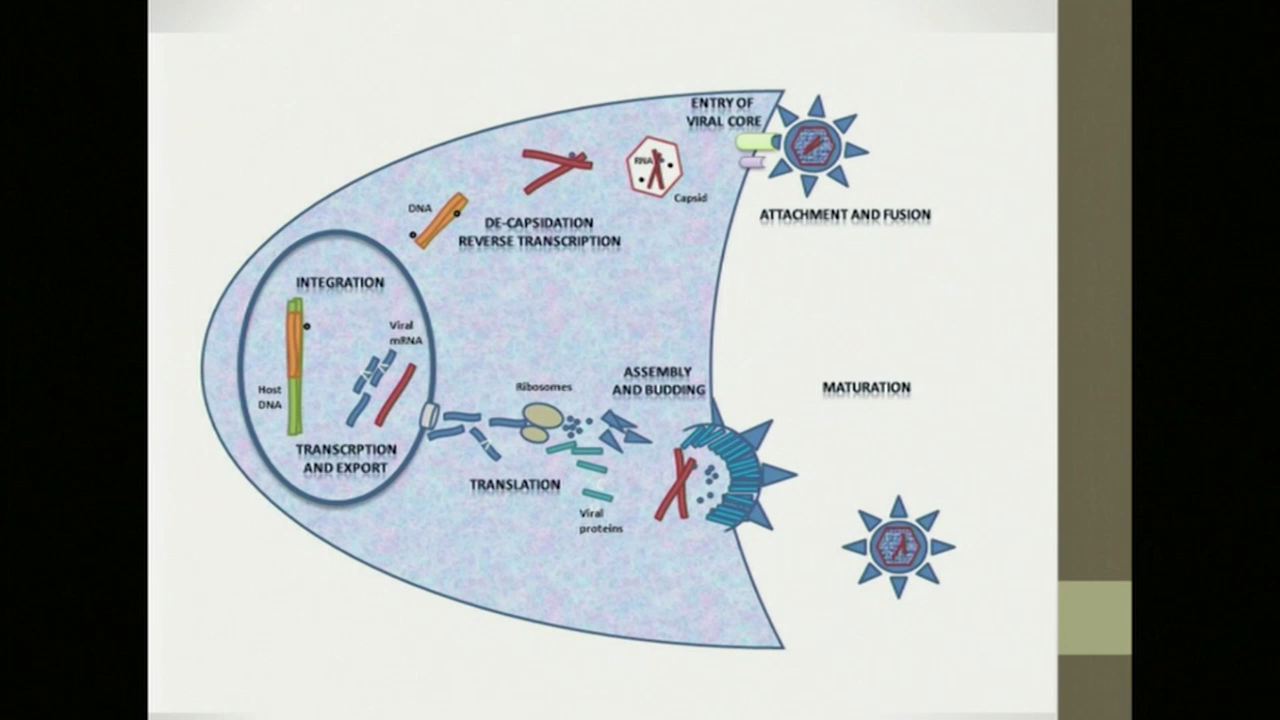 ENTRY OF
VIRAL CORE
RNA
Capsid
ATTACHMENT AND FUSION
DNA
DE-CAPSIDATION
REVERSE TRANSCRIPTION
INTEGRATION
Viral
mRNA
Host
DNA
TRANSCRPTION
AND EXPORT
Ribosomes
ASSEMBLY
AND BUDDING
MATURATION
TRANSLATION
Viral
proteins